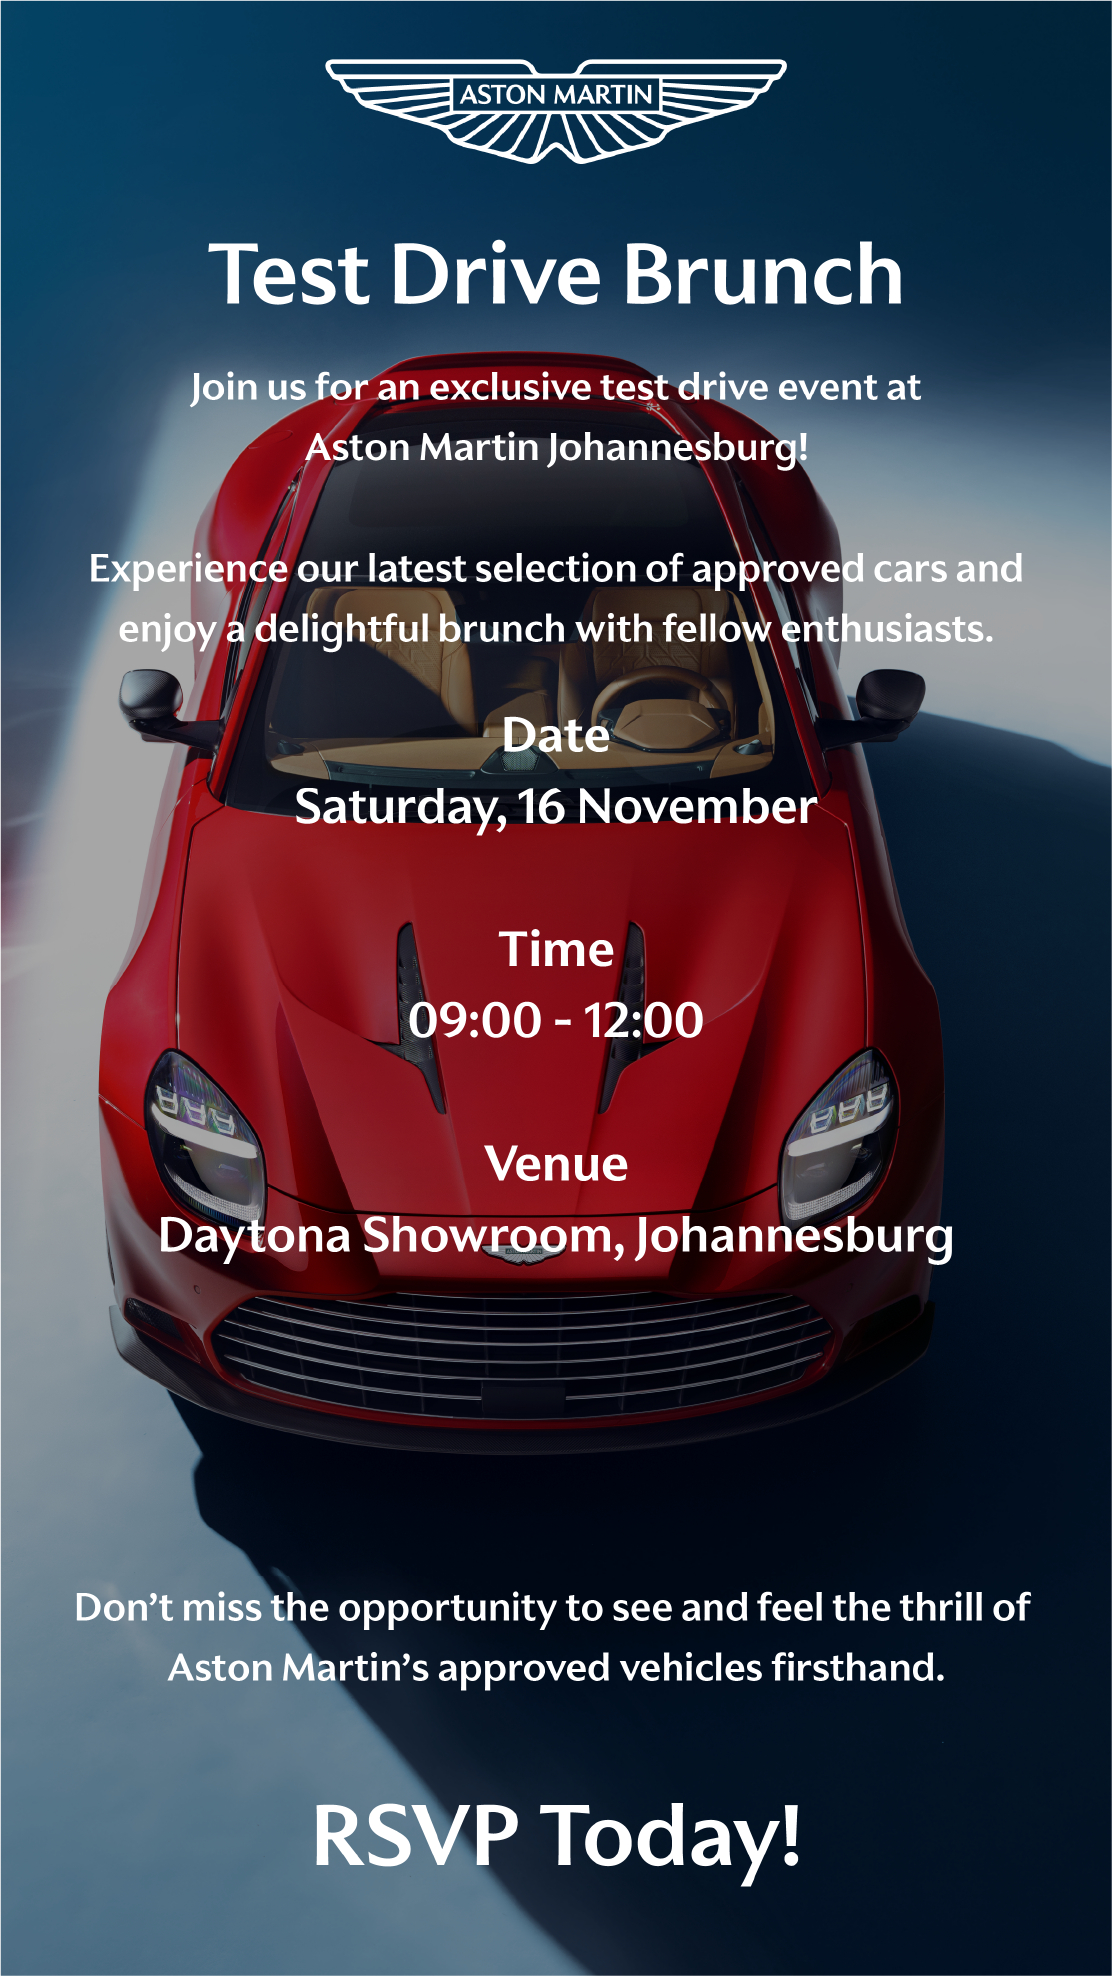 ASTON MARTIN
Test Drive Brunch
Join us for an exclusive test drive event at
Aston Martin Johannesburg!
Experience our latest selection of approved cars and
enjoy a delightful brunch with fellow enthusiasts.
Date
Saturday, 16 November
Time
09:00 - 12:00
Venue
Daytona Showroom, Johannesburg
Don’t miss the opportunity to see and feel the thrill of
Aston Martin’s approved vehicles firsthand.
RSVP Today!